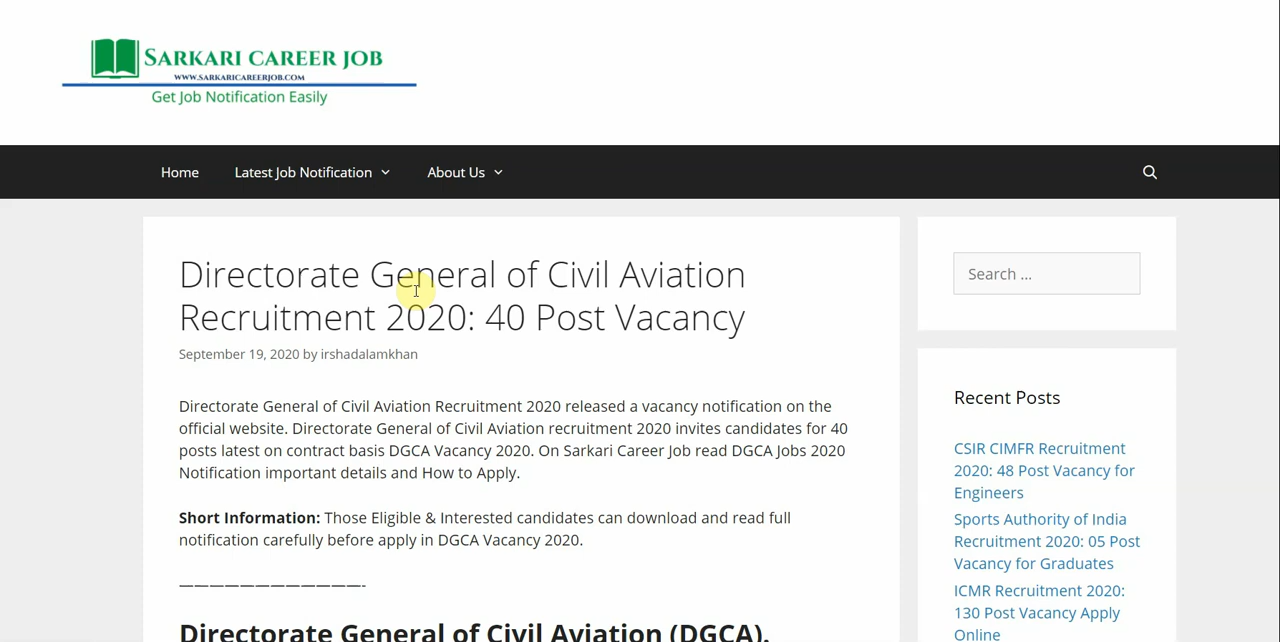 SARKARI CAREER JOB
WWW.SARKARICAREERJOB.COM
Get Job Notification Easily
Home Latest Job Notification About Us
Directorate General of Civil Aviation
Recruitment 2020: 40 Post Vacancy
September 19, 2020 by irshadalamkhan
Directorate General of Civil Aviation Recruitment 2020 released a vacancy notification on the
official website. Directorate General of Civil Aviation recruitment 2020 invites candidates for 40
posts latest on contract basis DGCA Vacancy 2020. On Sarkari Career Job read DGCA Jobs 2020
Notification important details and How to Apply.
Short Information: Those Eligible & Interested candidates can download and read full
notification carefully before apply in DGCA Vacancy 2020.
————————————-
Directorate General of Civil Aviation (DGCA).
Search ...
Recent Posts
CSIR CIMFR Recruitment
2020: 48 Post Vacancy for
Engineers
Sports Authority of India
Recruitment 2020: 05 Post
Vacancy for Graduates
ICMR Recruitment 2020:
130 Post Vacancy Apply
Online